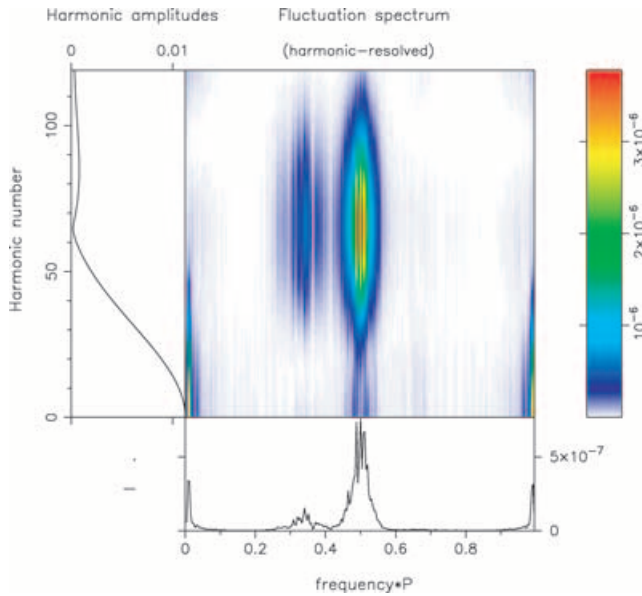 Harmonic amplitudes Fluctuation spectrum
0 0.01 (harmonic-resolved)
Harmonic number
100
50
0
3×10-6
2×10-6
10-6
5×10-7
0
0 0.2 0.4 0.6 0.8
frequency*P